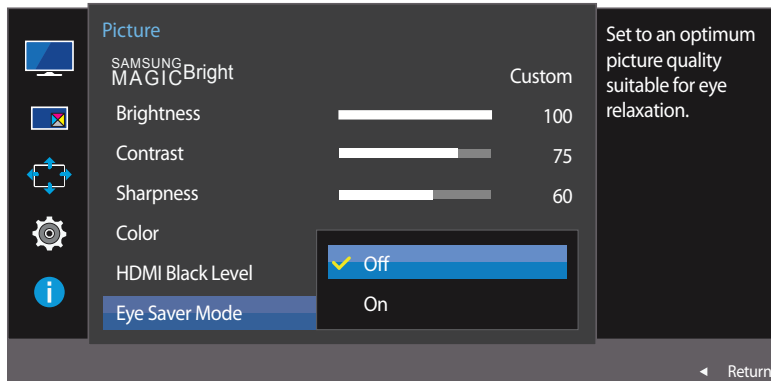 Picture
SAMSUNG
MAGICBright Custom
Brightness 100
Contrast 75
Sharpness 60
Color
HDMI Black Level
Eye Saver Mode
Off
On
Set to an optimum
picture quality
suitable for eye
relaxation.
Return